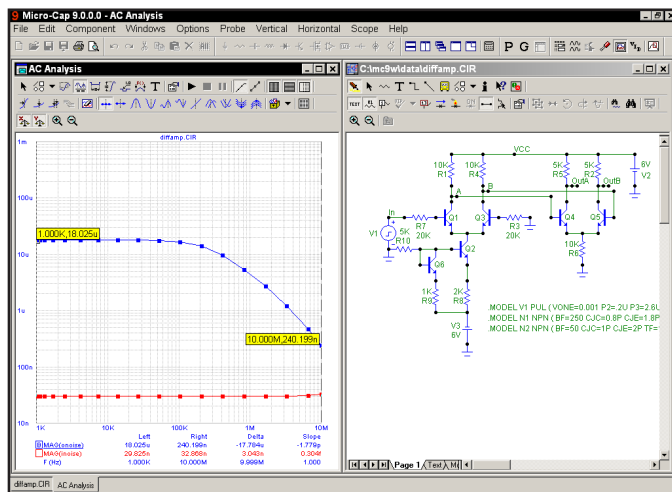 9 Micro-Cap 9.0.0.0 - AC Analysis
File Edit Component Windows Options Probe Vertical Horizontal Scope Help
P G
AC Analysis
T
diffamp.CIR
1m
100u
10u
1u
100n
10n
1.000K,18.025u
10.000M,240.199n
1K 10K 100K 1M 10M
Left Right Delta Slope
MAG(onoise) 18.025u 240.199n -17.784u -1.779p
MAG(inoise) 29.825n 32.868n 3.043n 0.304f
F (Hz) 1.000K 10.000M 9.999M 1.000
C:\mc9w\data\diffamp.CIR
T
TEXT
VCC
10K
R1
10K
R4
5K
R5
5K
R2
6V
V2
OutA
OutB
A
B
In
V1
R7
20K
Q1
Q3
R3
20K
Q4
Q5
5K
R10
Q2
10K
R6
Q6
1K
R9
2K
R8
V3
6V
.MODEL V1 PUL (VONE=0.001 P2=.2U P3=2.6U
.MODEL N1 NPN (BF=250 CJC=0.8P CJE=1.8P
.MODEL N2 NPN (BF=50 CJC=1P CJE=2P TF=
Page 1 Text
diffamp.CIR AC Analysis